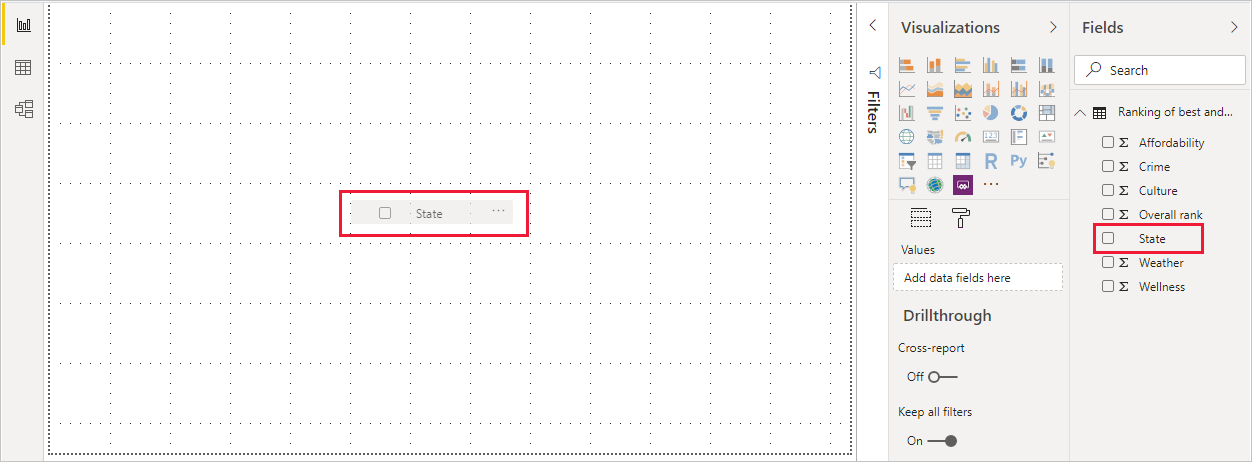 State
...
Filters
Visualizations
R
Py
...
Values
Add data fields here
Drillthrough
Cross-report
Off
Keep all filters
On
Fields
Search
Ranking of best and...
Σ Affordability
Σ Crime
Σ Culture
Σ Overall rank
State
Σ Weather
Σ Wellness